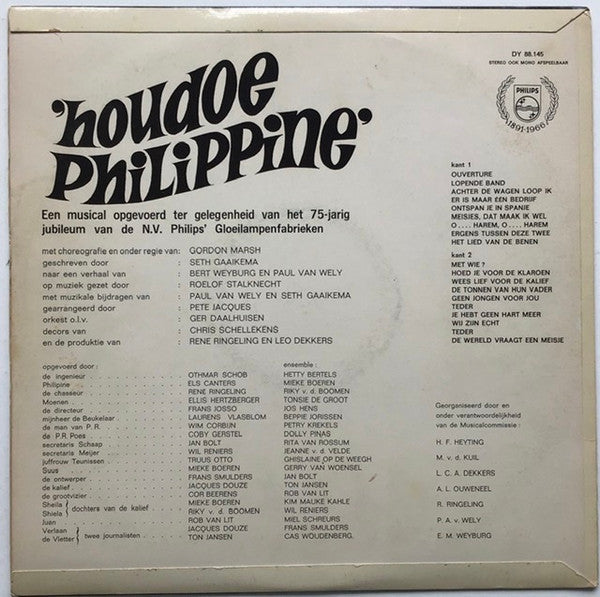 DY 88.145
STEREO OOK MONO AFSPEELBAAR
PHILIPS
1891-1966
'houdoe
PHILIPPINE'
Een musical opgevoerd ter gelegenheid van het 75-jarig
jubileum van de N.V. Philips' Gloeilampenfabrieken
met choreografie en onder regie van: GORDON MARSH
geschreven door : SETH GAAIKEMA
naar een verhaal van : BERT WEYBURG EN PAUL VAN WELY
op muziek gezet door : ROELOF STALKNECHT
met muzikale bijdragen van : PAUL VAN WELY EN SETH GAAIKEMA
gearrangeerd door : PETE JACQUES
orkest o.l.v. : GER DAALHUISEN
decors van : CHRIS SCHELLEKENS
en de produktie van : RENE RINGELING EN LEO DEKKERS
kant 1
OUVERTURE
LOPENDE BAND
ACHTER DE WAGEN LOOP IK
ER IS MAAR EEN BEDRIJF
ONTSPAN JE IN SPANJE
MEISJES, DAT MAAK IK WEL
O .... HAREM, O .... HAREM
ERGENS TUSSEN DEZE TWEE
HET LIED VAN DE BENEN
kant 2
MET WIE ?
HOED JE VOOR DE KLAROEN
WEES LIEF VOOR DE KALIEF
DE TONNEN VAN HUN VADER
GEEN JONGEN VOOR JOU
TEDER
JE HEBT GEEN HART MEER
WIJ ZIJN ECHT
TEDER
DE WERELD VRAAGT EEN MEISJE
opgevoerd door :
de ingenieur : OTHMAR SCHOB
Philipine : ELS CANTERS
de chasseur : RENE RINGELING
Moenen : ELLIS HERTZBERGER
de directeur : FRANS JOSSO
mijnheer de Beukelaar : LAURENS VLASBLOM
de man van P.R. : WIM CORBIJN
de P.R. Poes : COBY GERSTEL
secretaris Schaap : JAN BOLT
secretaris Meijer : WIL RENIERS
juffrouw Teunissen : TRUUS OTTO
Suus : MIEKE BOEREN
de ontwerper : FRANS SMULDERS
de kalief : JACQUES DOUZE
de grootvizier : COR BEERENS
Sheila } dochters van de kalief : MIEKE BOEREN
Shiela } RIKY v. d. BOOMEN
Juan : ROB VAN LIT
Verlaan } twee journalisten : JACQUES DOUZE
de Vletter } TON JANSEN
ensemble :
HETTY BERTELS
MIEKE BOEREN
RIKY v. d. BOOMEN
TONSIE DE GROOT
JOS HENS
BEPPIE JORISSEN
PETRY KREKELS
DOLLY PINAS
RITA VAN ROSSUM
JEANNE v. d. VELDE
GHISLAINE OP DE WEEGH
GERRY VAN WOENSEL
JAN BOLT
TON JANSEN
ROB VAN LIT
KIM MAUKE KAHLE
WIL RENIERS
MIEL SCHREURS
FRANS SMULDERS
CAS WOUDENBERG.
Georganiseerd door en
onder verantwoordelijkheid
van de Musicalcommissie :
H. F. HEYTING
M. v. d. KUIL
L. C. A. DEKKERS
A. L. OUWENEEL
R. RINGELING
P. A. v. WELY
E. M. WEYBURG